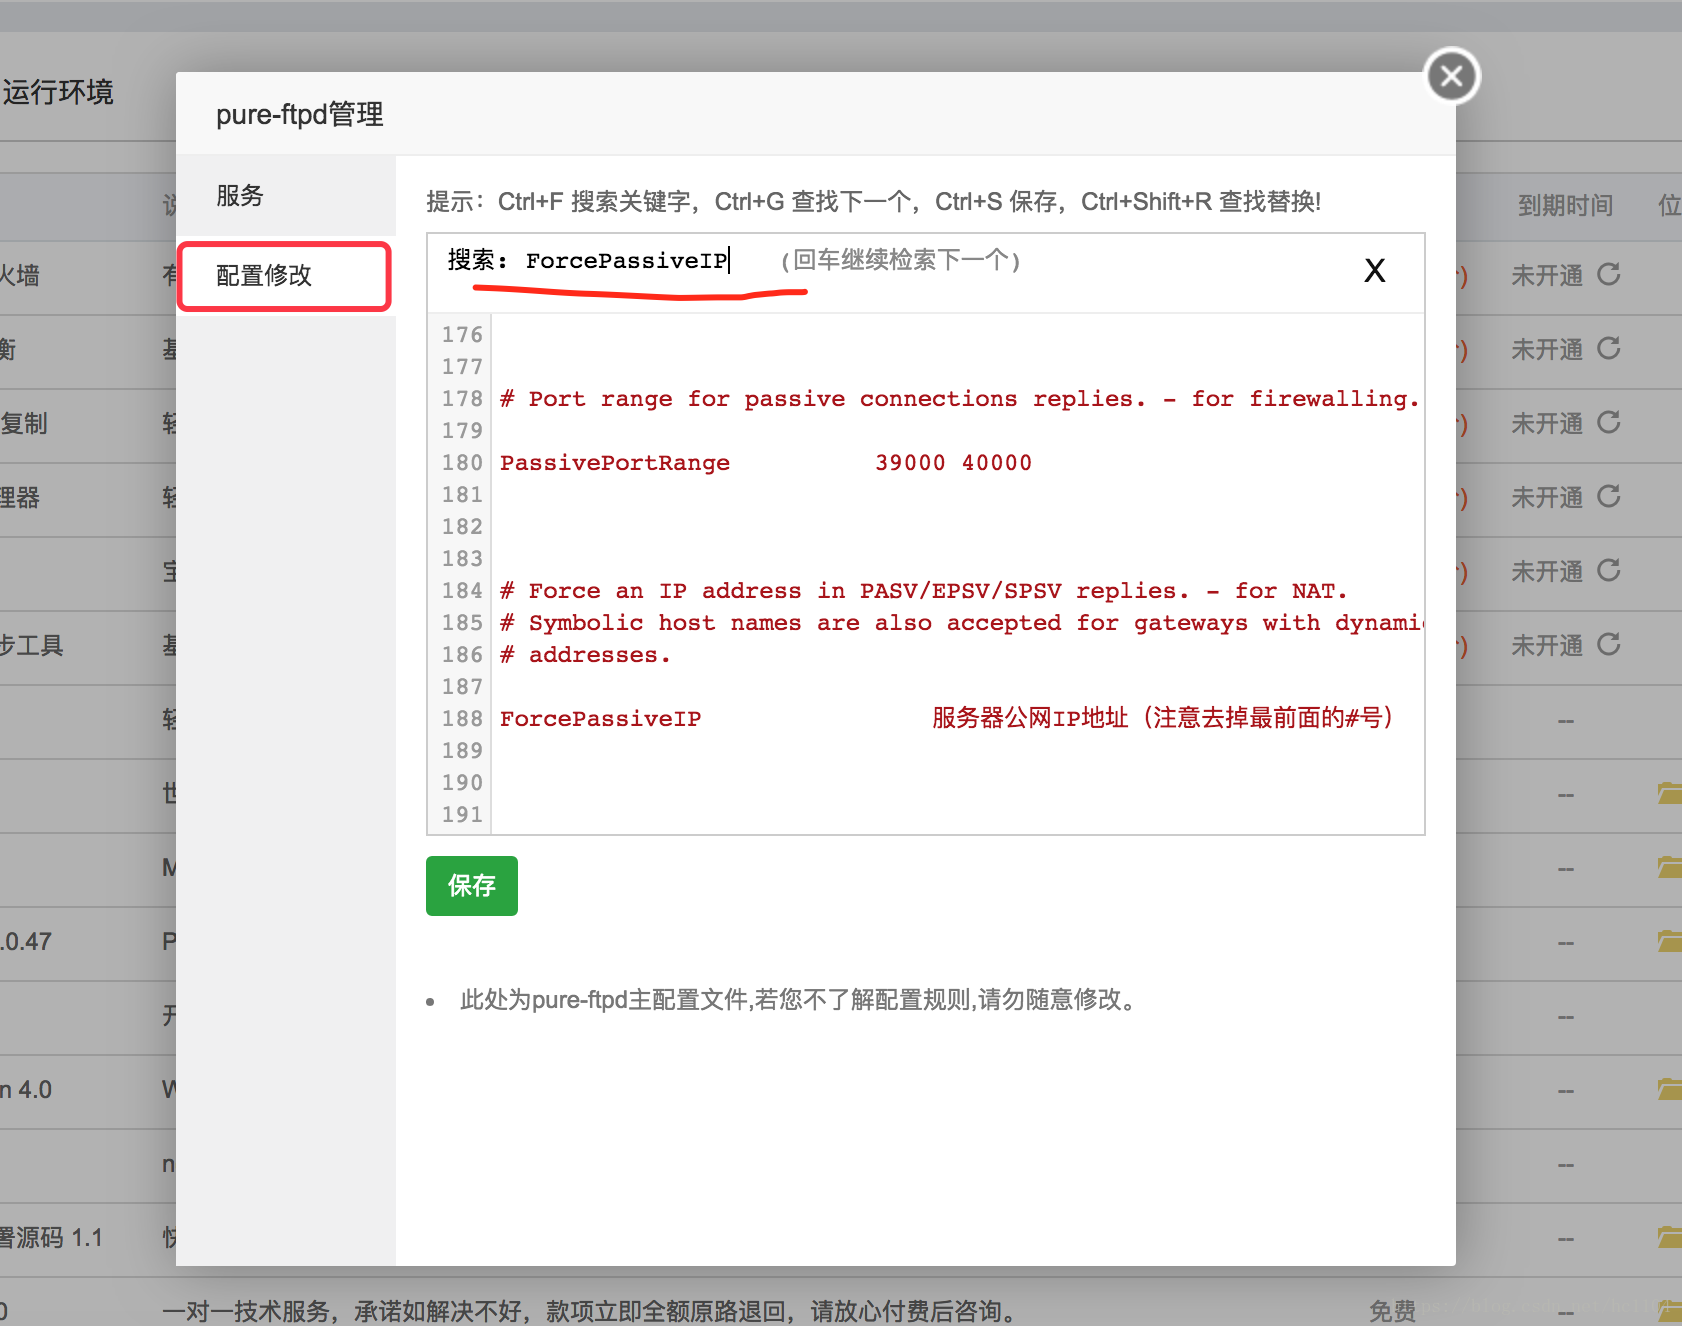 运行环境
pure-ftpd管理
服务
配置修改
提示：Ctrl+F 搜索关键字，Ctrl+G 查找下一个，Ctrl+S 保存，Ctrl+Shift+R 查找替换!
搜索: ForcePassiveIP （回车继续检索下一个）
X
176
177
178 # Port range for passive connections replies. - for firewalling.
179
180 PassivePortRange 39000 40000
181
182
183
184 # Force an IP address in PASV/EPSV/SPSV replies. - for NAT.
185 # Symbolic host names are also accepted for gateways with dynami
186 # addresses.
187
188 ForcePassiveIP 服务器公网IP地址（注意去掉最前面的#号）
189
190
191
保存
此处为pure-ftpd主配置文件,若您不了解配置规则,请勿随意修改。
说 到期时间 位
火墙 有 ) 未开通
衡 基 ) 未开通
复制 轻 ) 未开通
理器 轻 ) 未开通
宝 ) 未开通
步工具 基 ) 未开通
轻 --
世 --
M --
.0.47 P --
开 --
n 4.0 W --
n --
署源码 1.1 快 --
0 一对一技术服务，承诺如解决不好，款项立即全额原路退回，请放心付费后咨询。 免费 --